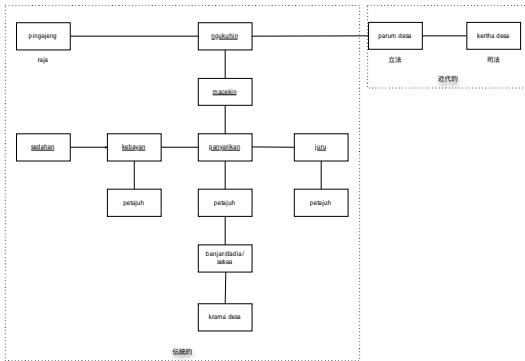 pingajeng
ngukuhin
parum desa
kertha desa
raja
立法
司法
近代的
macekin
sedahan
kebayan
panyarikan
juru
petajuh
petajuh
petajuh
banjar/dadia/
sekaa
krama desa
伝統的